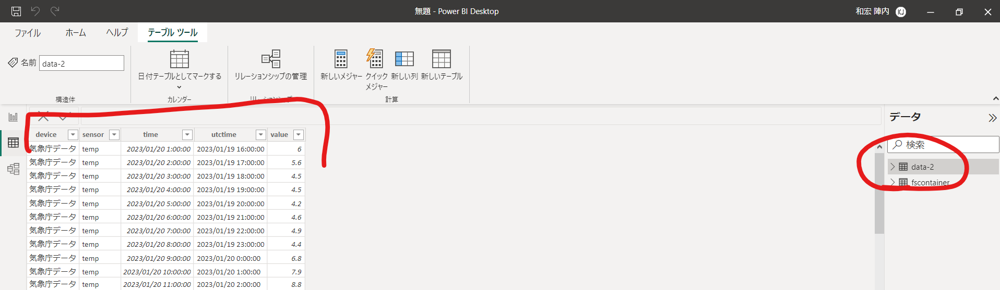 無題 - Power BI Desktop
和宏 陣内
KJ
ファイル ホーム ヘルプ テーブル ツール
名前 data-2
日付テーブルとしてマークする
リレーションシップの管理
新しいメジャー クイック メジャー 新しい列 新しいテーブル
構造体 カレンダー リレーションシップ 計算
データ
検索
data-2
fscontainer
device sensor time utctime value
気象庁データ temp 2023/01/20 1:00:00 2023/01/19 16:00:00 6
気象庁データ temp 2023/01/20 2:00:00 2023/01/19 17:00:00 5.6
気象庁データ temp 2023/01/20 3:00:00 2023/01/19 18:00:00 4.5
気象庁データ temp 2023/01/20 4:00:00 2023/01/19 19:00:00 4.5
気象庁データ temp 2023/01/20 5:00:00 2023/01/19 20:00:00 4.2
気象庁データ temp 2023/01/20 6:00:00 2023/01/19 21:00:00 4.6
気象庁データ temp 2023/01/20 7:00:00 2023/01/19 22:00:00 4.9
気象庁データ temp 2023/01/20 8:00:00 2023/01/19 23:00:00 4.4
気象庁データ temp 2023/01/20 9:00:00 2023/01/20 0:00:00 6.8
気象庁データ temp 2023/01/20 10:00:00 2023/01/20 1:00:00 7.9
気象庁データ temp 2023/01/20 11:00:00 2023/01/20 2:00:00 8.8